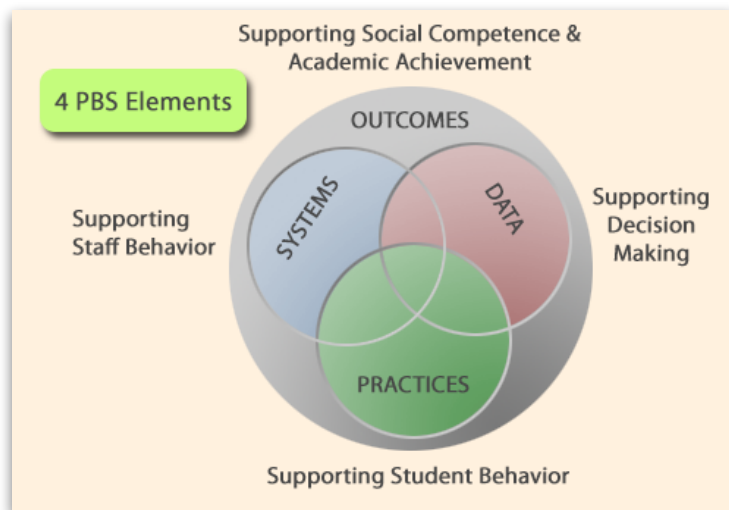 Supporting Social Competence &
Academic Achievement
4 PBS Elements
OUTCOMES
SYSTEMS
DATA
Supporting
Staff Behavior
Supporting
Decision
Making
PRACTICES
Supporting Student Behavior